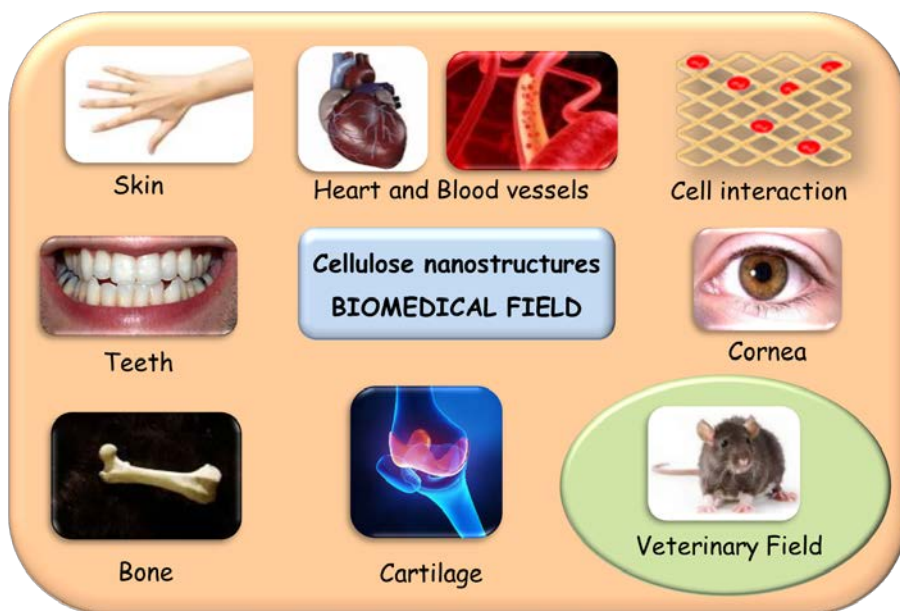 Skin
Heart and Blood vessels
Cell interaction
Cellulose nanostructures
BIOMEDICAL FIELD
Teeth
Cornea
Bone
Cartilage
Veterinary Field